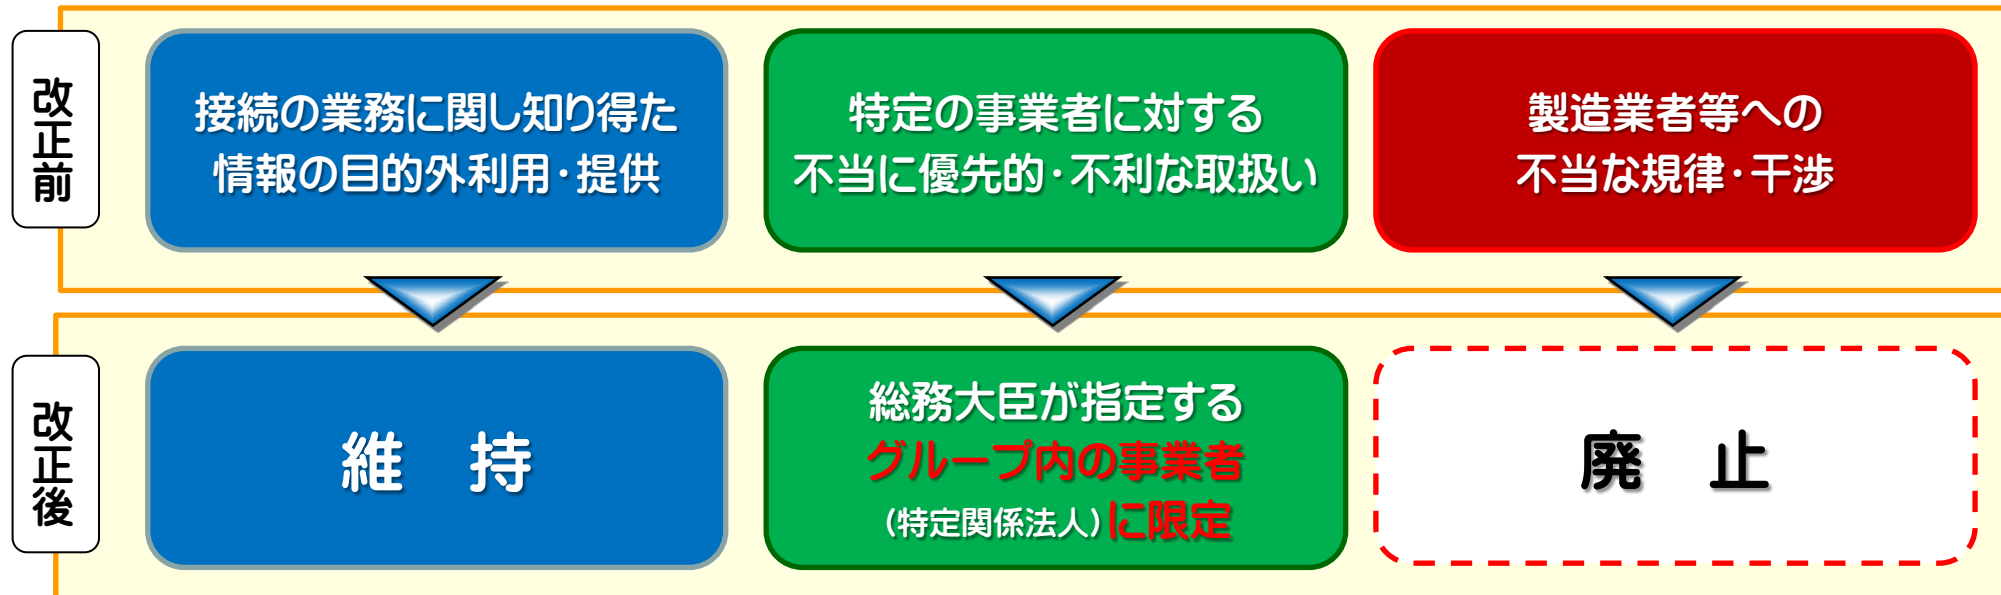 改正前
接続の業務に関し知り得た
情報の目的外利用・提供
特定の事業者に対する
不当に優先的・不利な取扱い
製造業者等への
不当な規律・干渉
改正後
維　持
総務大臣が指定する
グループ内の事業者
（特定関係法人）に限定
廃　止